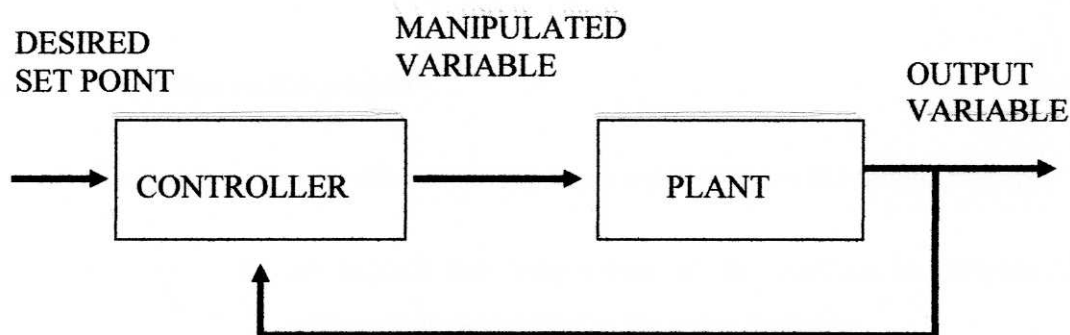 DESIRED
SET POINT
MANIPULATED
VARIABLE
OUTPUT
VARIABLE
CONTROLLER
PLANT